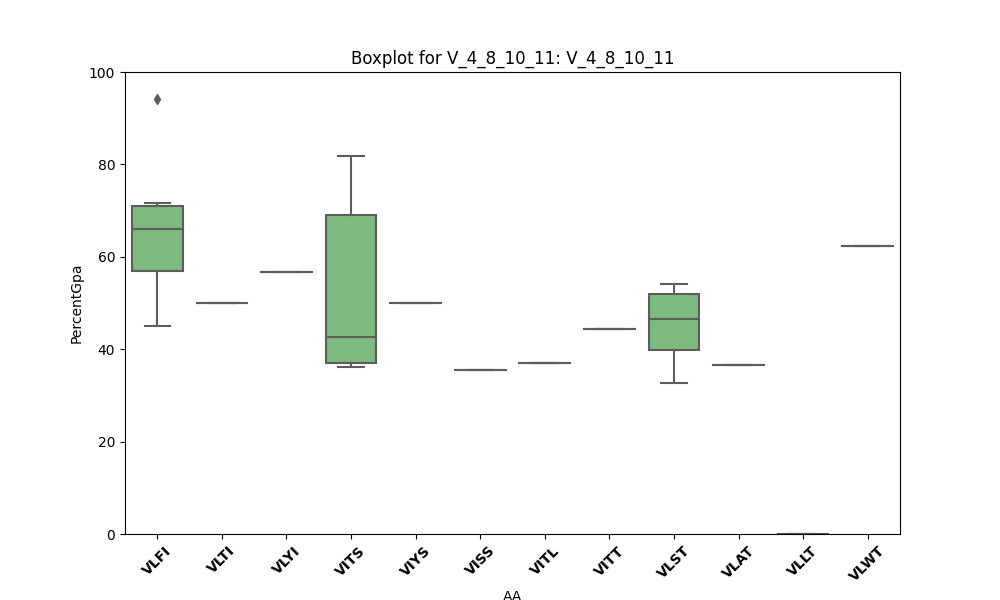 Boxplot for V_4_8_10_11: V_4_8_10_11
100
80
60
40
20
0
PercentGpa
VLFI
VLTI
VLYI
VITS
VIYS
VISS
VITL
VITT
VLST
VLAT
VLLT
VLWT
AA